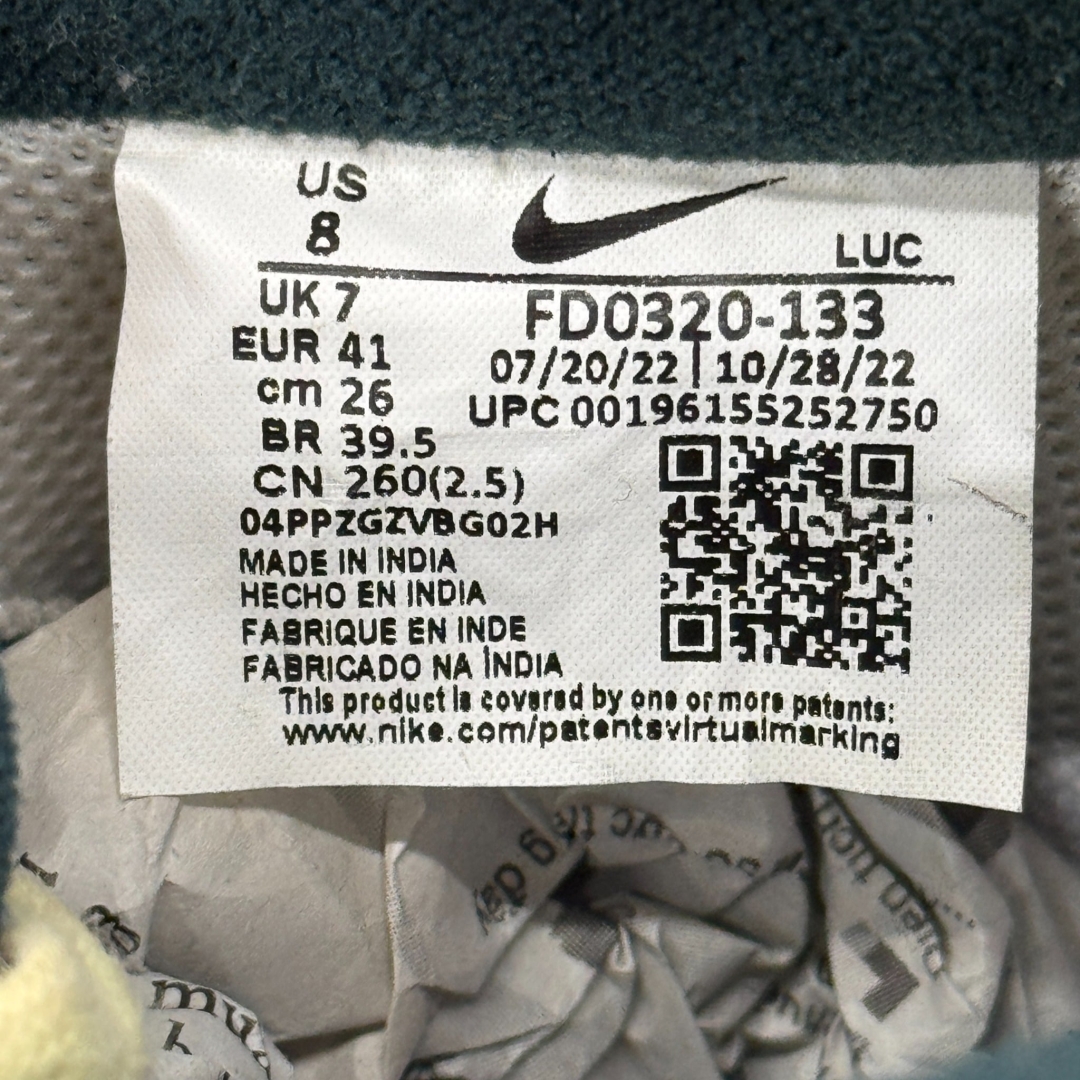 US
8
LUC
UK 7
EUR 41
cm 26
BR 39.5
CN 260(2.5)
FD0320-133
07/20/22 | 10/28/22
UPC 00196155252750
04PPZGZVBG02H
MADE IN INDIA
HECHO EN INDIA
FABRIQUE EN INDE
FABRICADO NA ÍNDIA
This product is covered by one or more patents:
www.nike.com/patentsvirtualmarking